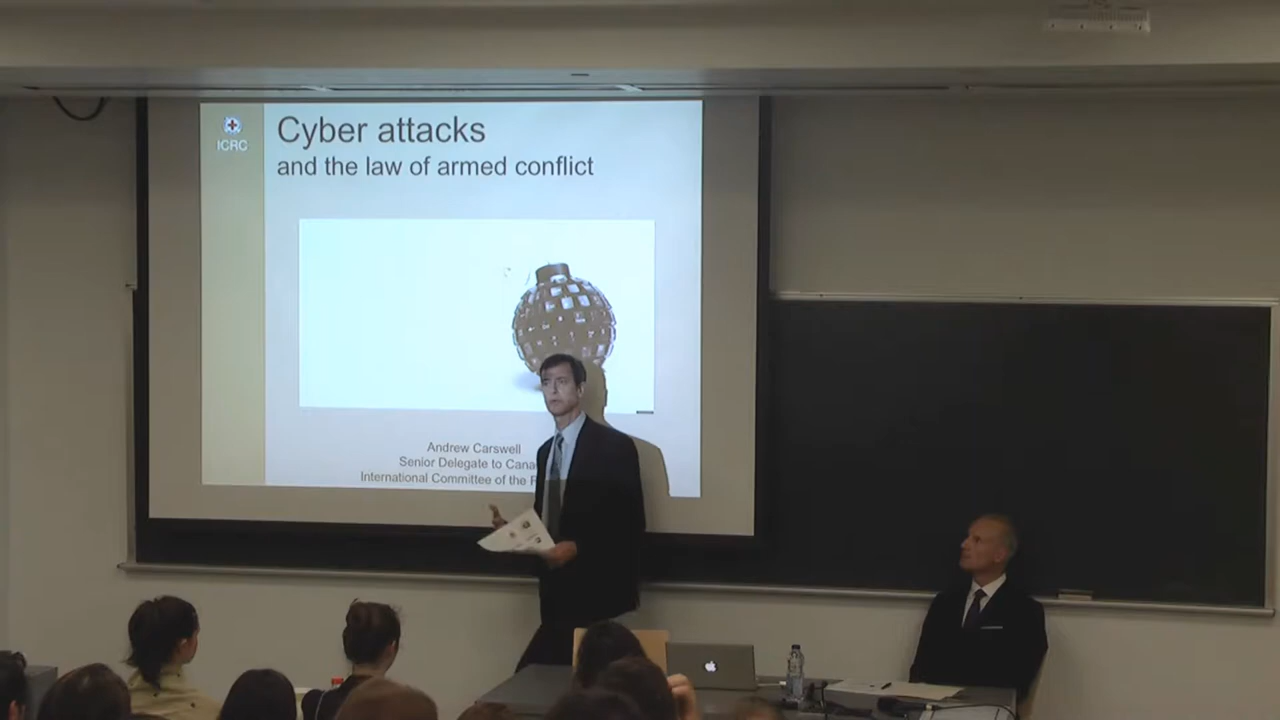 ICRC
Cyber attacks
and the law of armed conflict
Andrew Carswell
Senior Delegate to Cana
International Committee of the